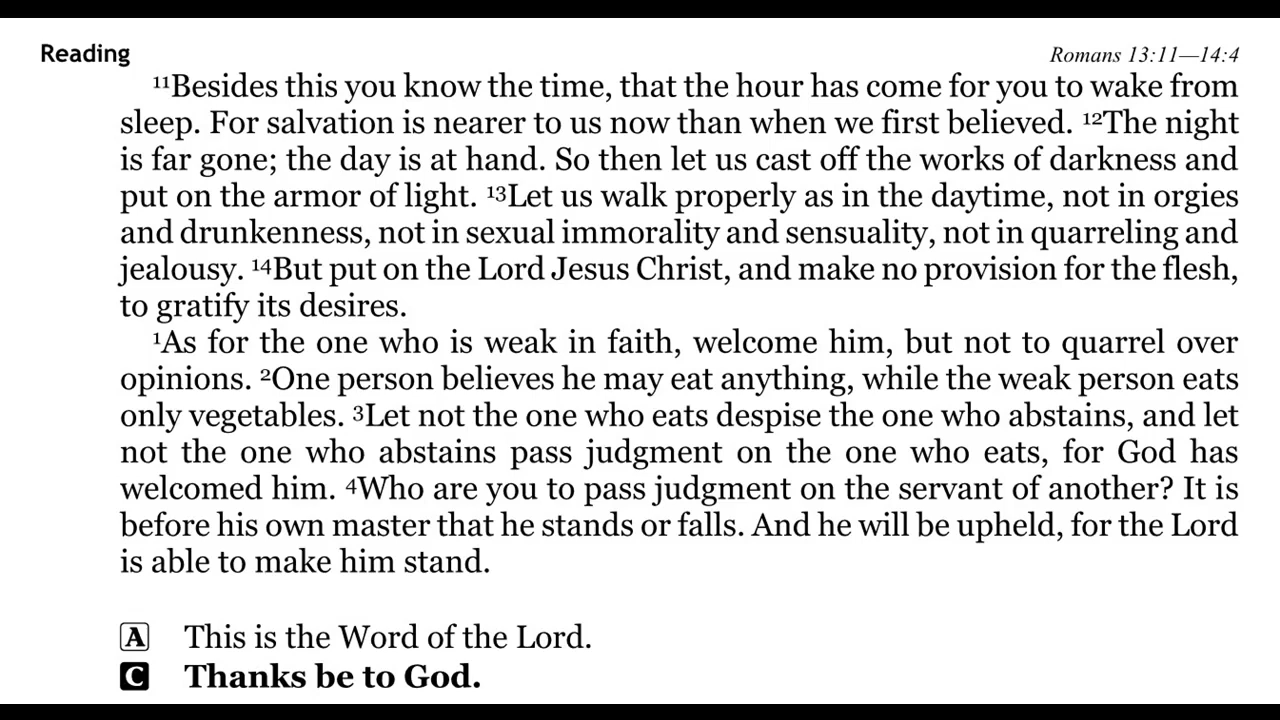 Reading
Romans 13:11—14:4
¹¹Besides this you know the time, that the hour has come for you to wake from
sleep. For salvation is nearer to us now than when we first believed. ¹²The night
is far gone; the day is at hand. So then let us cast off the works of darkness and
put on the armor of light. ¹³Let us walk properly as in the daytime, not in orgies
and drunkenness, not in sexual immorality and sensuality, not in quarreling and
jealousy. ¹⁴But put on the Lord Jesus Christ, and make no provision for the flesh,
to gratify its desires.
¹As for the one who is weak in faith, welcome him, but not to quarrel over
opinions. ²One person believes he may eat anything, while the weak person eats
only vegetables. ³Let not the one who eats despise the one who abstains, and let
not the one who abstains pass judgment on the one who eats, for God has
welcomed him. ⁴Who are you to pass judgment on the servant of another? It is
before his own master that he stands or falls. And he will be upheld, for the Lord
is able to make him stand.
A This is the Word of the Lord.
C Thanks be to God.